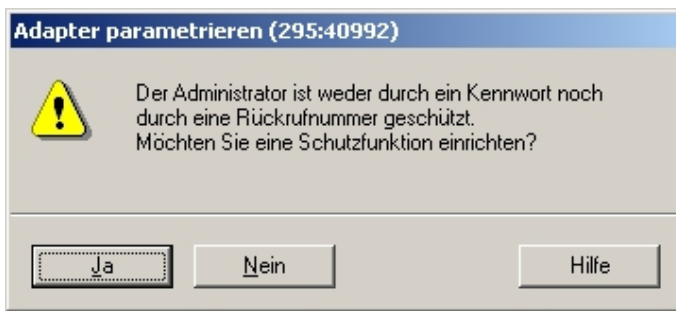 Adapter parametrieren (295:40992)
Der Administrator ist weder durch ein Kennwort noch
durch eine Rückrufnummer geschützt.
Möchten Sie eine Schutzfunktion einrichten?
Ja Nein Hilfe